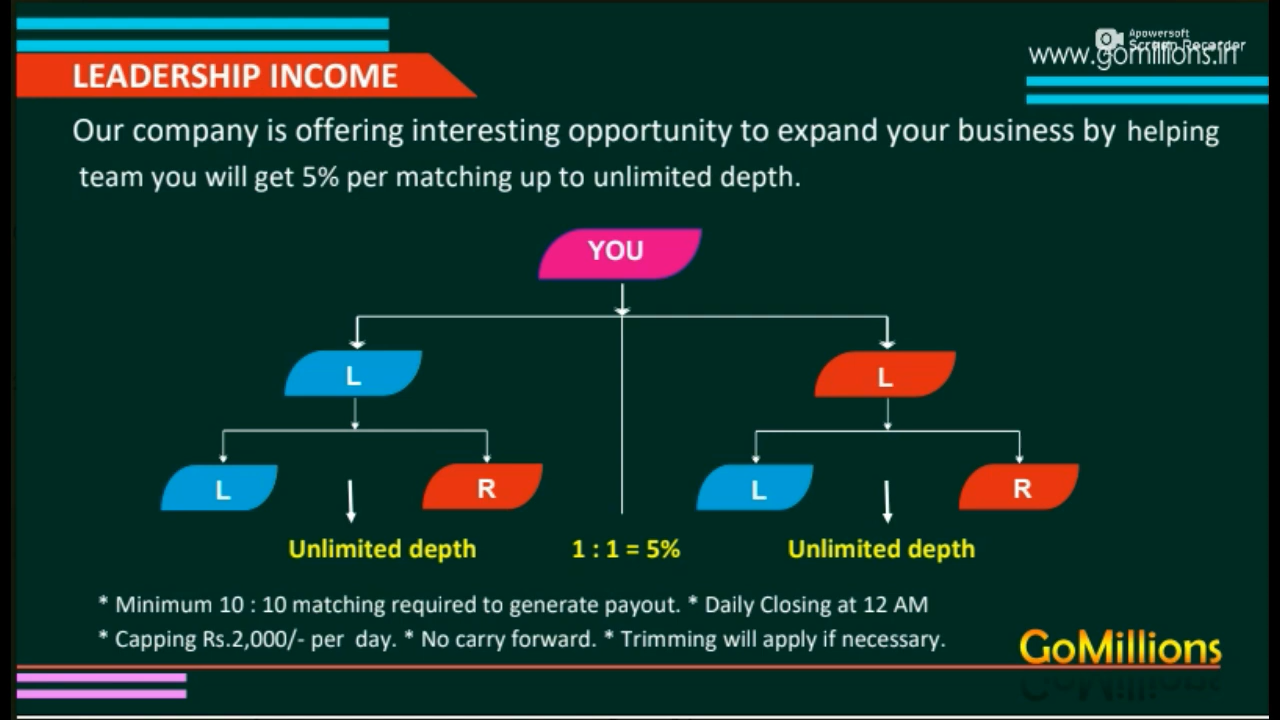 Apowersoft
Screen Recorder
www.gomillions.in
LEADERSHIP INCOME
Our company is offering interesting opportunity to expand your business by helping
team you will get 5% per matching up to unlimited depth.
YOU
L
L
L
R
L
R
Unlimited depth
1 : 1 = 5%
Unlimited depth
* Minimum 10 : 10 matching required to generate payout. * Daily Closing at 12 AM
* Capping Rs.2,000/- per day. * No carry forward. * Trimming will apply if necessary.
GoMillions